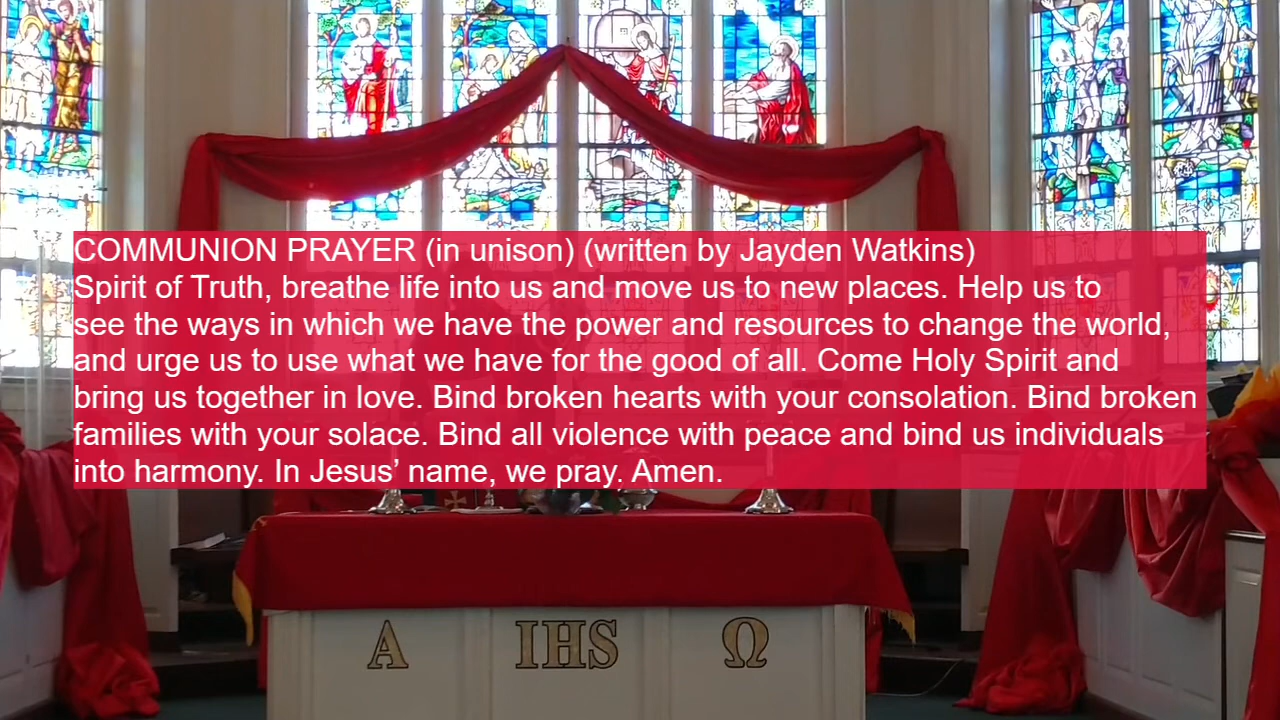 COMMUNION PRAYER (in unison) (written by Jayden Watkins)
Spirit of Truth, breathe life into us and move us to new places. Help us to
see the ways in which we have the power and resources to change the world,
and urge us to use what we have for the good of all. Come Holy Spirit and
bring us together in love. Bind broken hearts with your consolation. Bind broken
families with your solace. Bind all violence with peace and bind us individuals
into harmony. In Jesus’ name, we pray. Amen.
Α IHS Ω